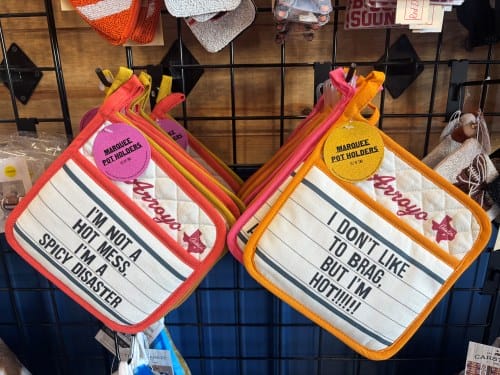 MARQUEE
POT HOLDERS
Arroyo
I'M NOT A
HOT MESS,
I'M A
SPICY DISASTER
MARQUEE
POT HOLDERS
Arroyo
I DON'T LIKE
TO BRAG,
BUT I'M
HOT!!!!!!